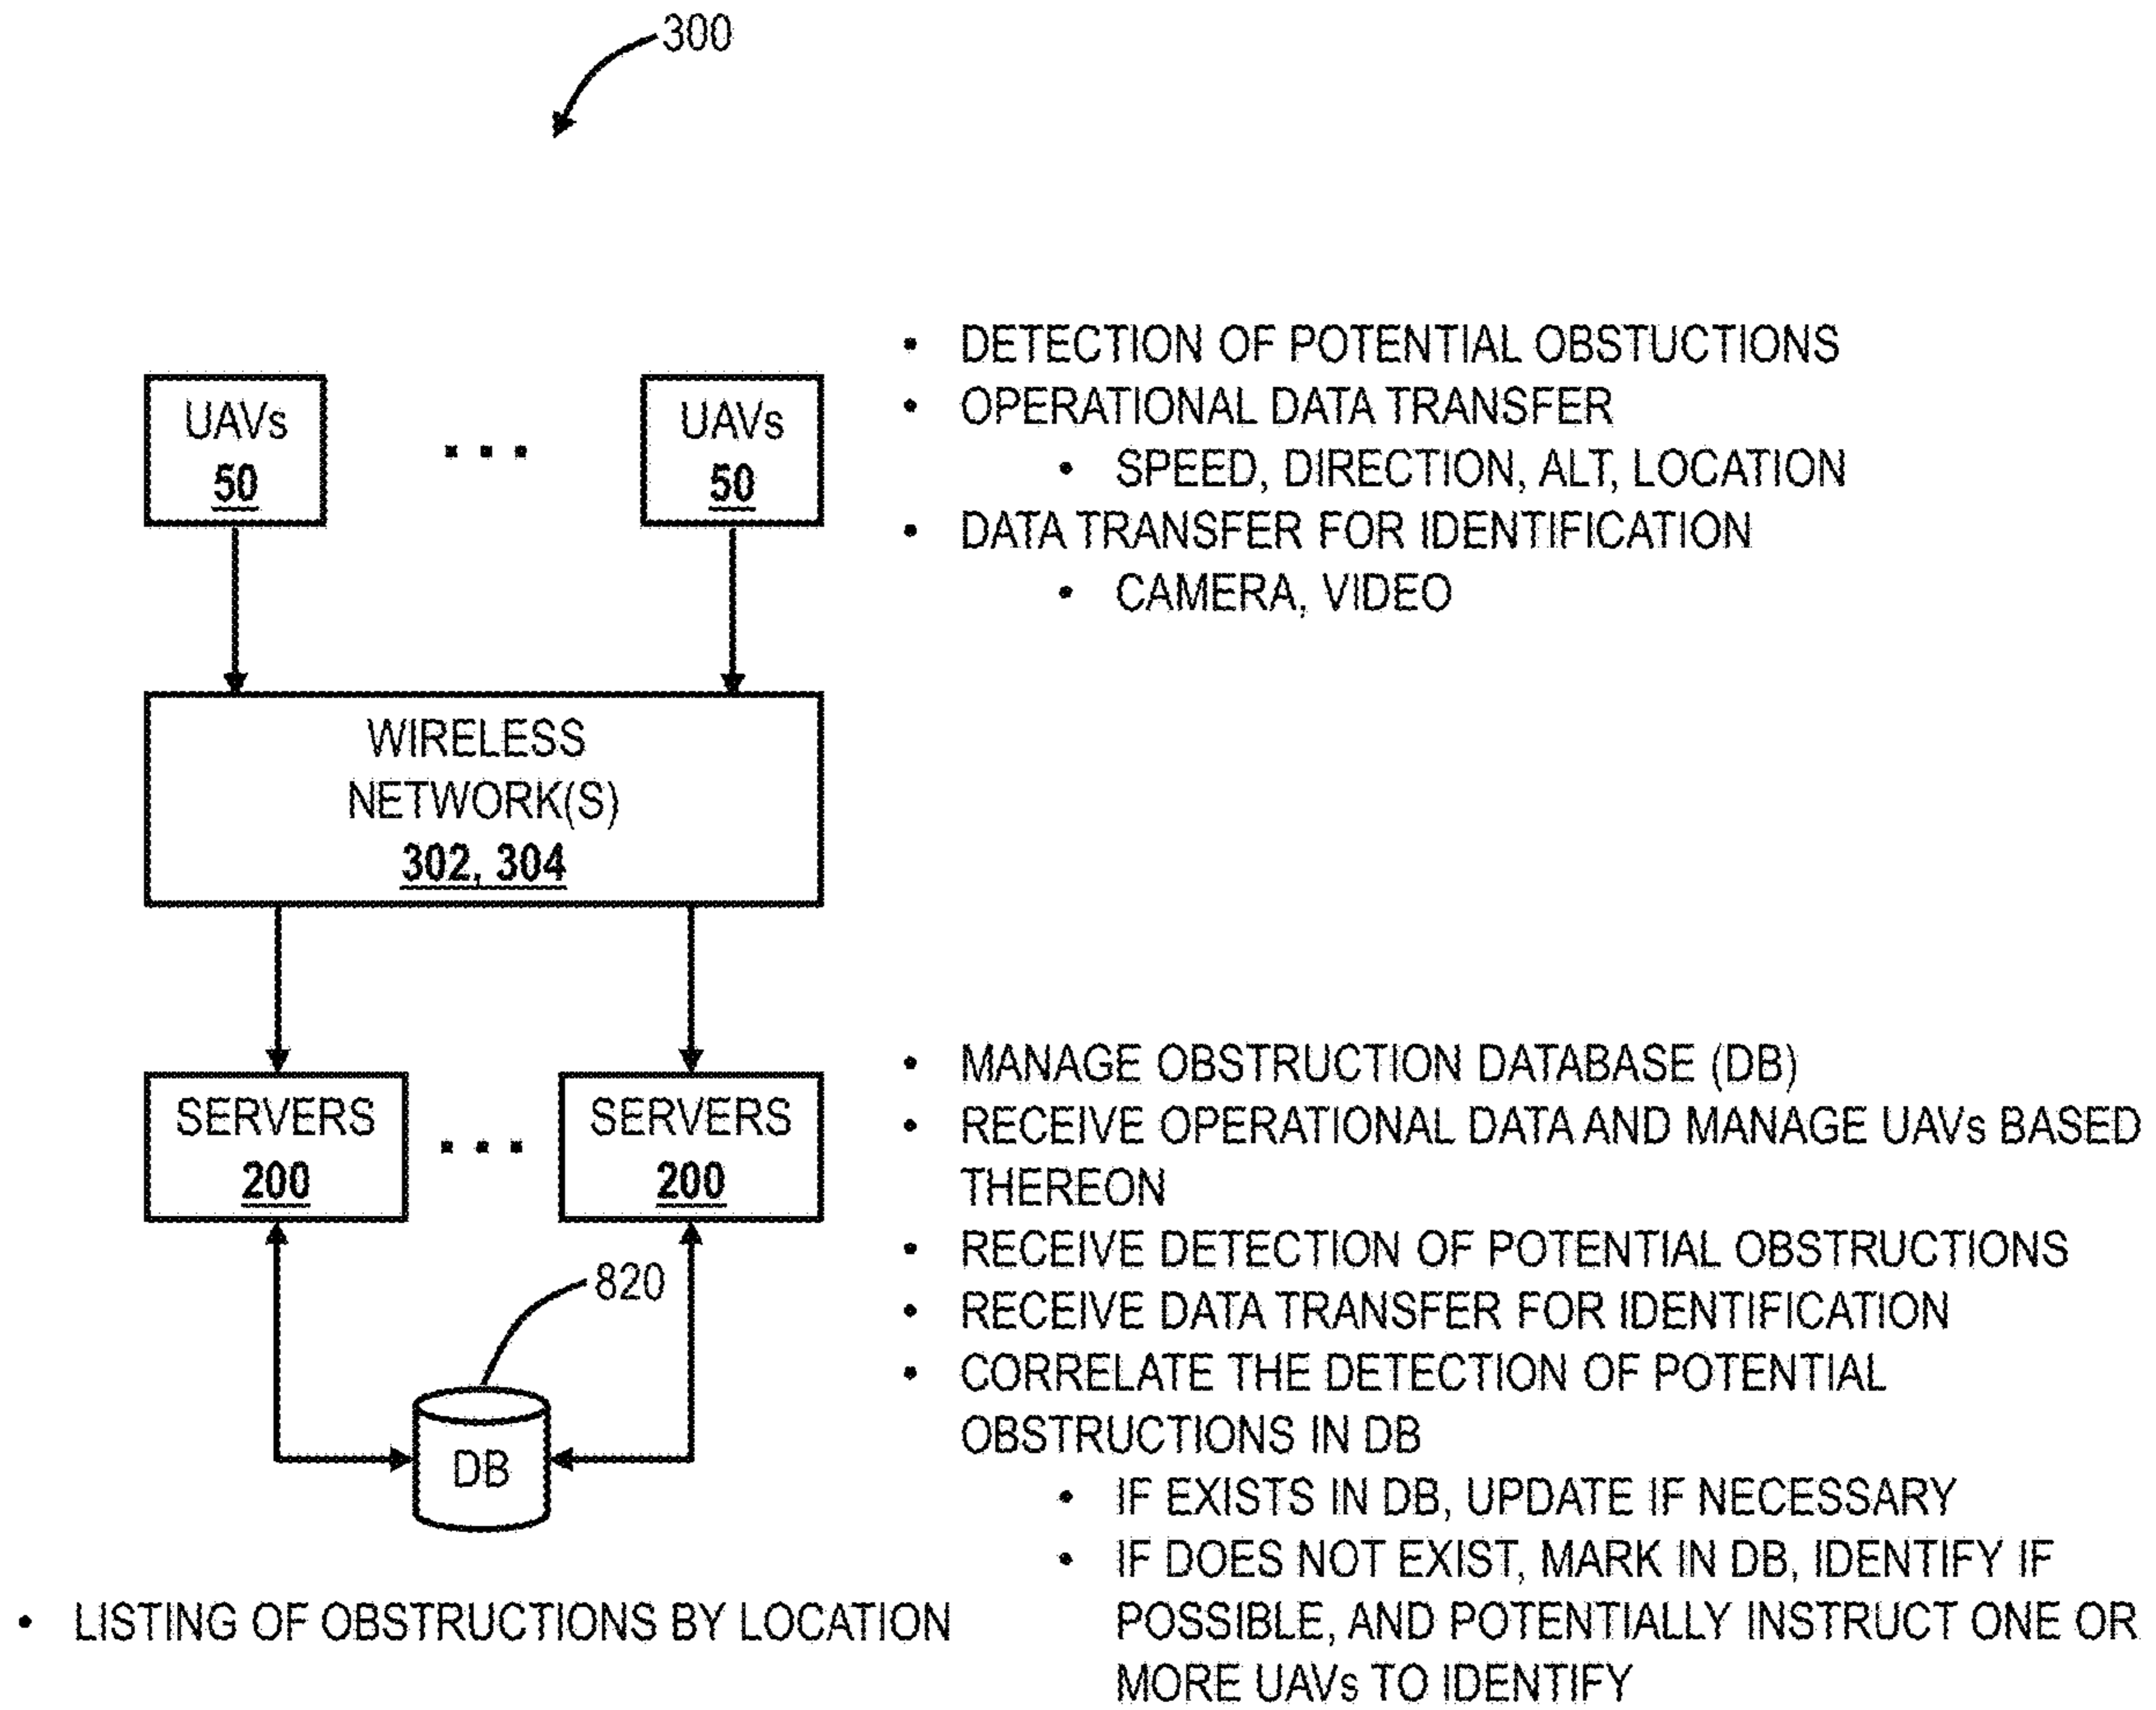 300
UAVs
50
. . .
UAVs
50
• DETECTION OF POTENTIAL OBSTUCTIONS
• OPERATIONAL DATA TRANSFER
• SPEED, DIRECTION, ALT, LOCATION
• DATA TRANSFER FOR IDENTIFICATION
• CAMERA, VIDEO
WIRELESS
NETWORK(S)
302, 304
SERVERS
200
. . .
SERVERS
200
820
DB
• LISTING OF OBSTRUCTIONS BY LOCATION
• MANAGE OBSTRUCTION DATABASE (DB)
• RECEIVE OPERATIONAL DATA AND MANAGE UAVs BASED
THEREON
• RECEIVE DETECTION OF POTENTIAL OBSTRUCTIONS
• RECEIVE DATA TRANSFER FOR IDENTIFICATION
• CORRELATE THE DETECTION OF POTENTIAL
OBSTRUCTIONS IN DB
• IF EXISTS IN DB, UPDATE IF NECESSARY
• IF DOES NOT EXIST, MARK IN DB, IDENTIFY IF
POSSIBLE, AND POTENTIALLY INSTRUCT ONE OR
MORE UAVs TO IDENTIFY